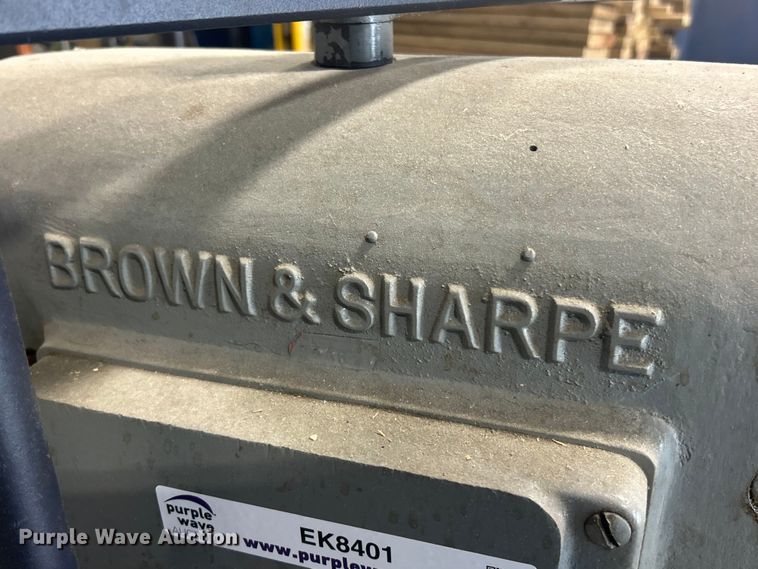 BROWN & SHARPE
purple
wave
EK8401
www.purplew
Purple Wave Auction